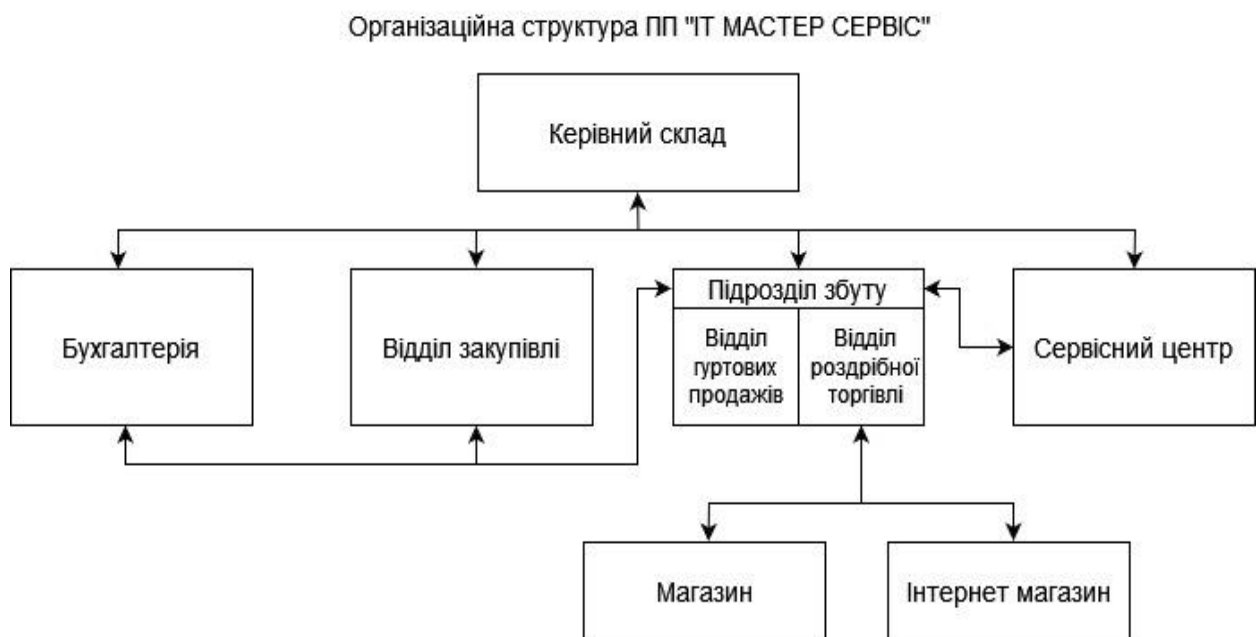 Організаційна структура ПП "ІТ МАСТЕР СЕРВІС"
Керівний склад
Бухгалтерія
Відділ закупівлі
Підрозділ збуту
Відділ
гуртових
продажів
Відділ
роздрібної
торгівлі
Сервісний центр
Магазин
Інтернет магазин